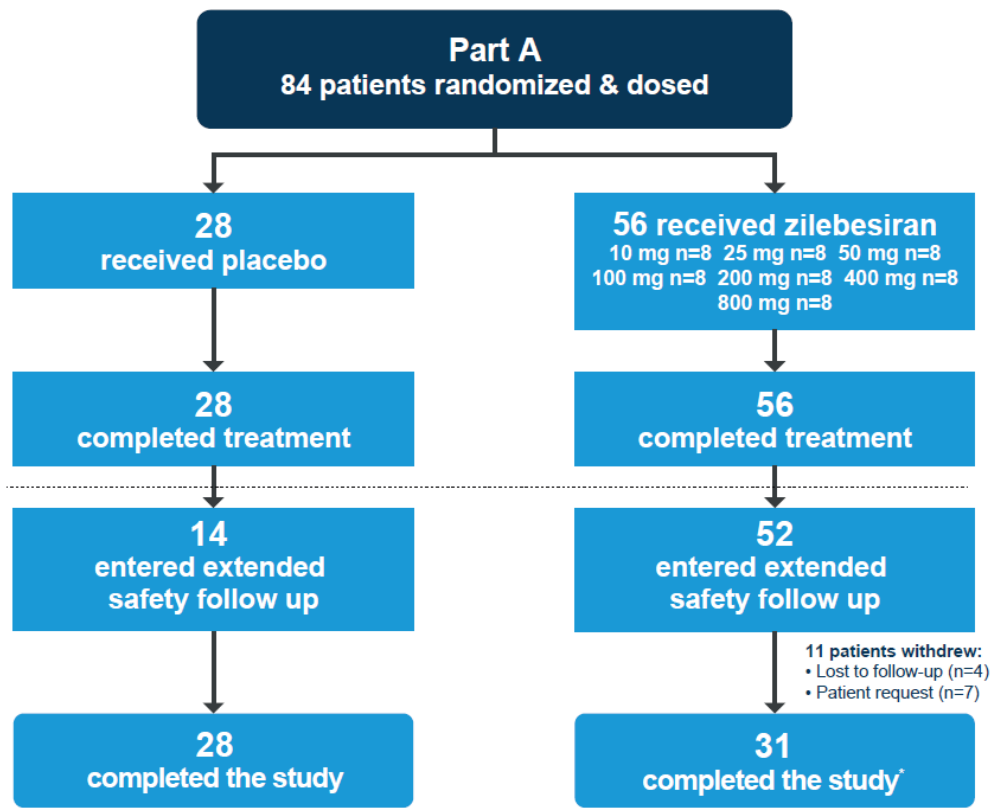 Part A
84 patients randomized & dosed
28
received placebo
56 received zilebesiran
10 mg n=8 25 mg n=8 50 mg n=8
100 mg n=8 200 mg n=8 400 mg n=8
800 mg n=8
28
completed treatment
56
completed treatment
14
entered extended
safety follow up
52
entered extended
safety follow up
11 patients withdrew:
• Lost to follow-up (n=4)
• Patient request (n=7)
28
completed the study
31
completed the study*